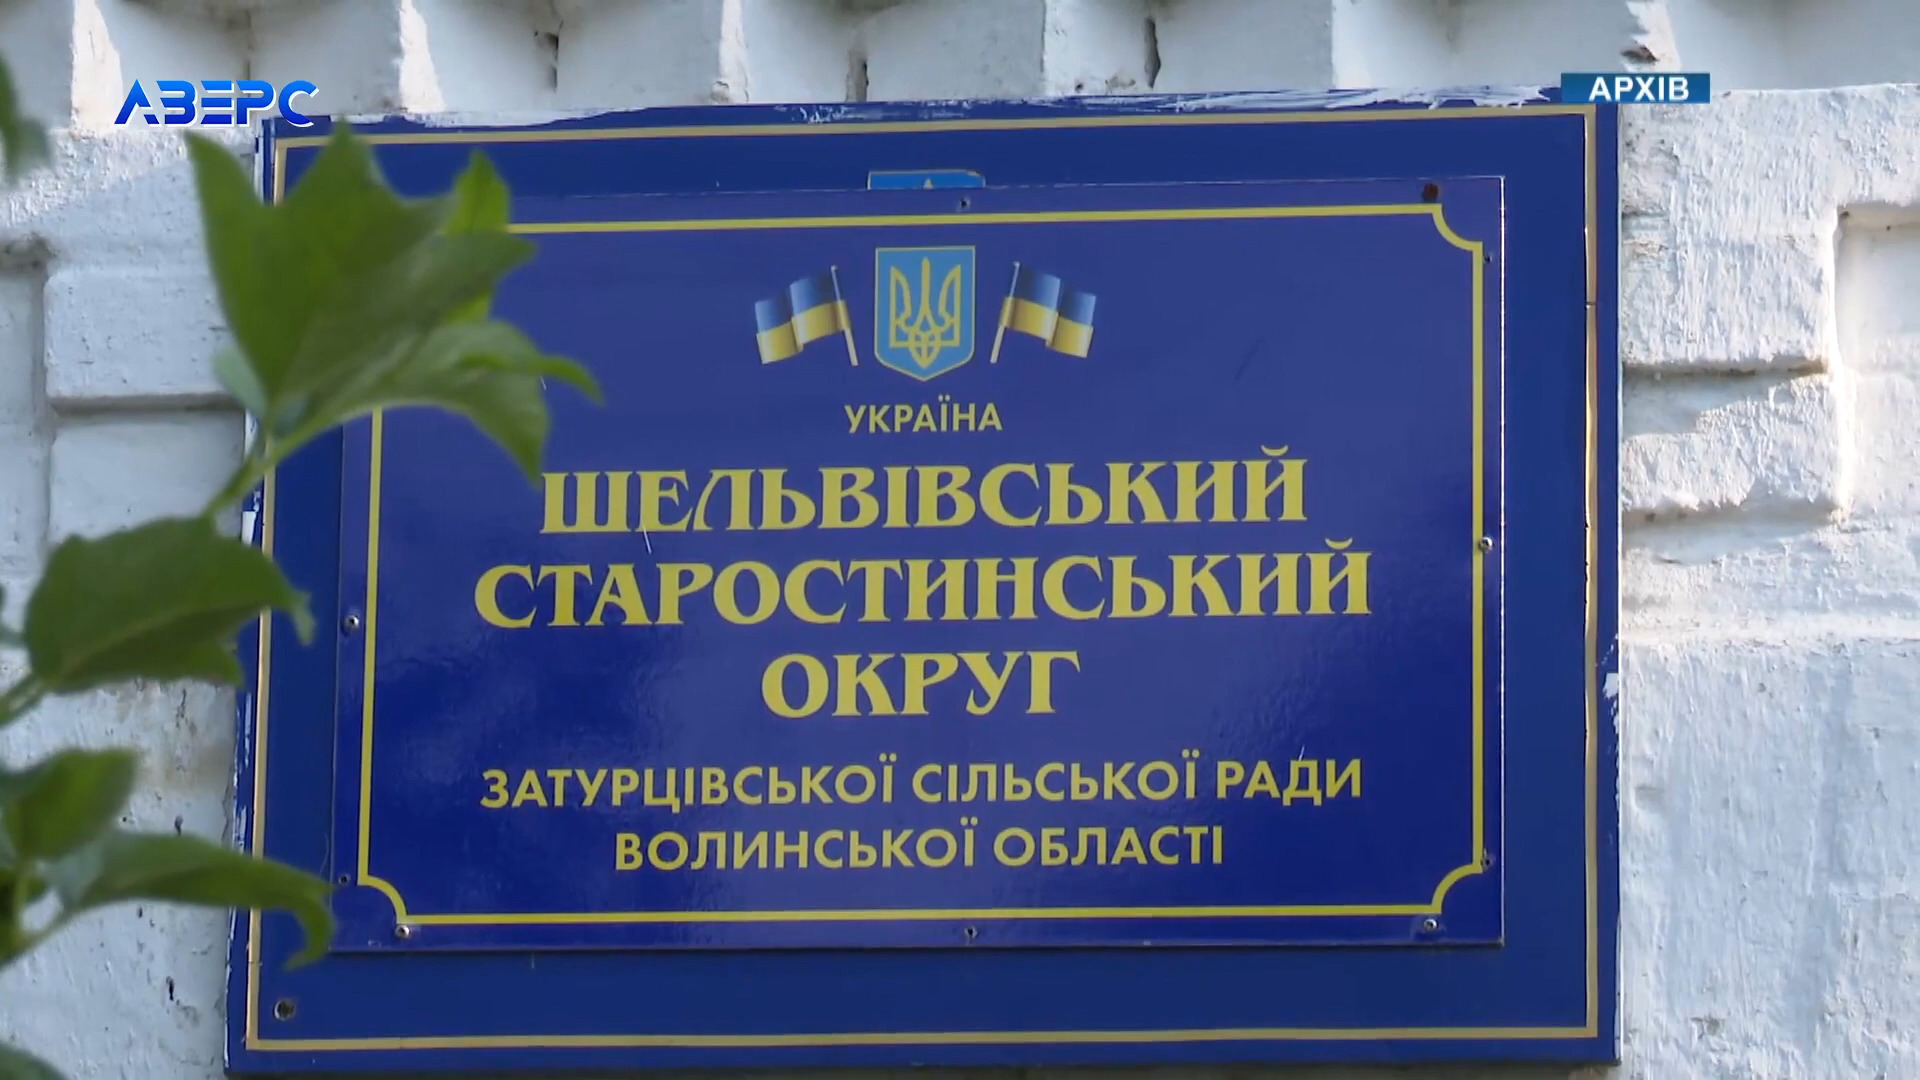 АВЕРС
АРХІВ
УКРАЇНА
ШЕЛЬВІВСЬКИЙ
СТАРОСТИНСЬКИЙ
ОКРУГ
ЗАТУРЦІВСЬКОЇ СІЛЬСЬКОЇ РАДИ
ВОЛИНСЬКОЇ ОБЛАСТІ